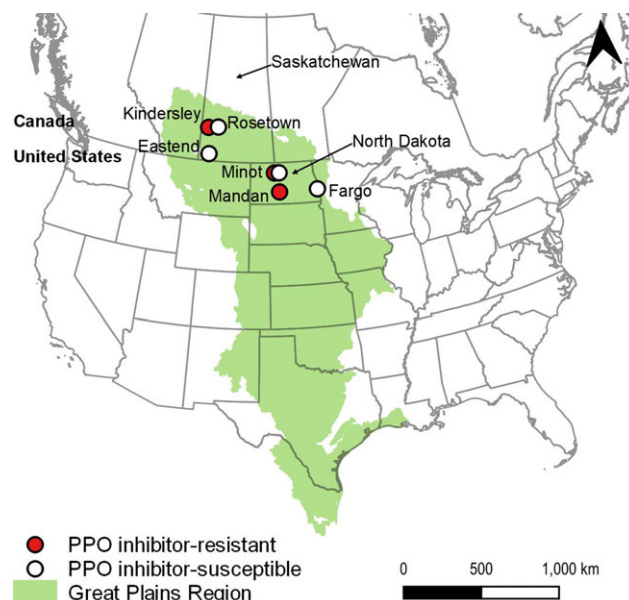 Saskatchewan
Kindersley
Rosetown
Canada
Eastend
United States
North Dakota
Minot
Mandan
Fargo
PPO inhibitor-resistant
PPO inhibitor-susceptible
Great Plains Region
0 500 1,000 km